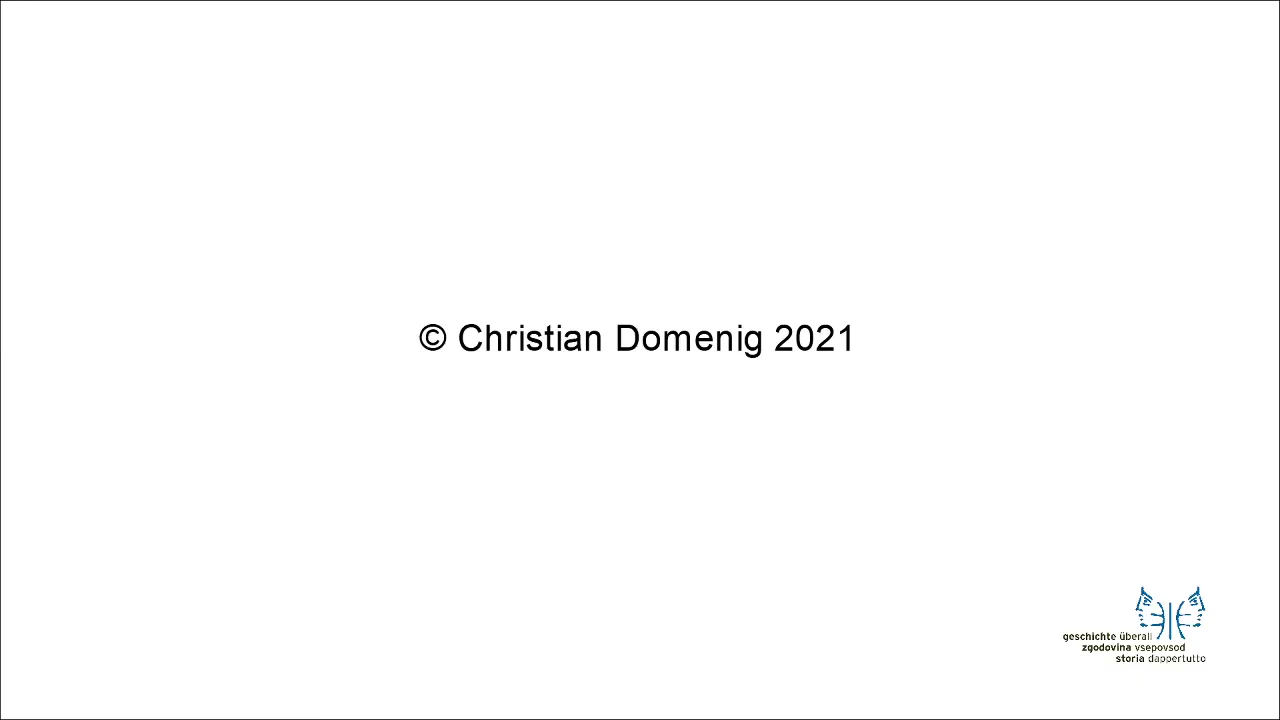 © Christian Domenig 2021
geschichte überall
zgodovina vsepovsod
storia dappertutto